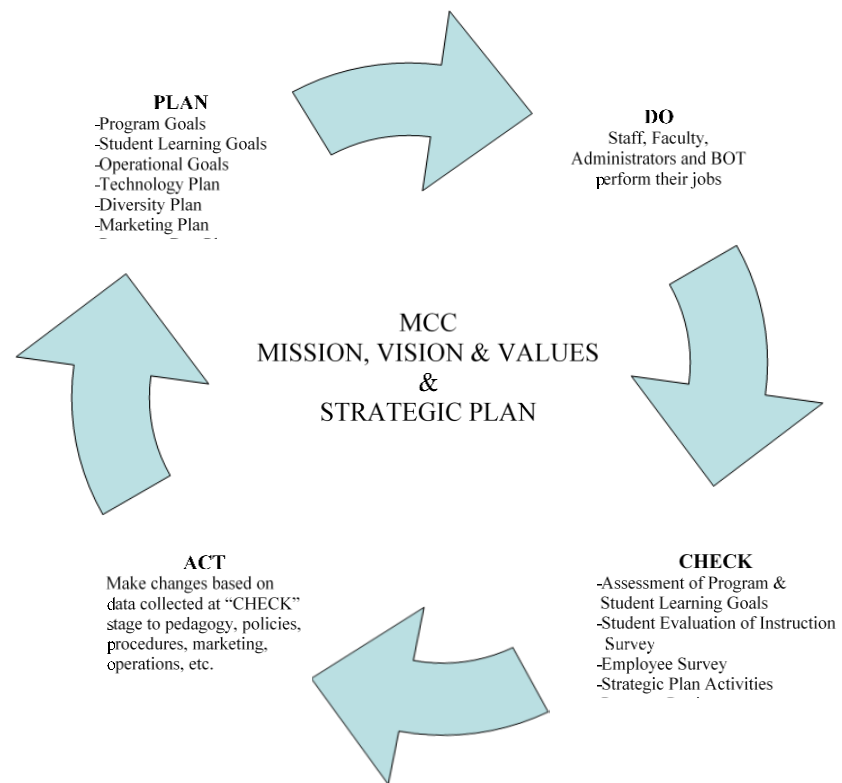 PLAN
-Program Goals
-Student Learning Goals
-Operational Goals
-Technology Plan
-Diversity Plan
-Marketing Plan
DO
Staff, Faculty,
Administrators and BOT
perform their jobs
MCC
MISSION, VISION & VALUES
&
STRATEGIC PLAN
ACT
Make changes based on
data collected at “CHECK”
stage to pedagogy, policies,
procedures, marketing,
operations, etc.
CHECK
-Assessment of Program &
Student Learning Goals
-Student Evaluation of Instruction
Survey
-Employee Survey
-Strategic Plan Activities